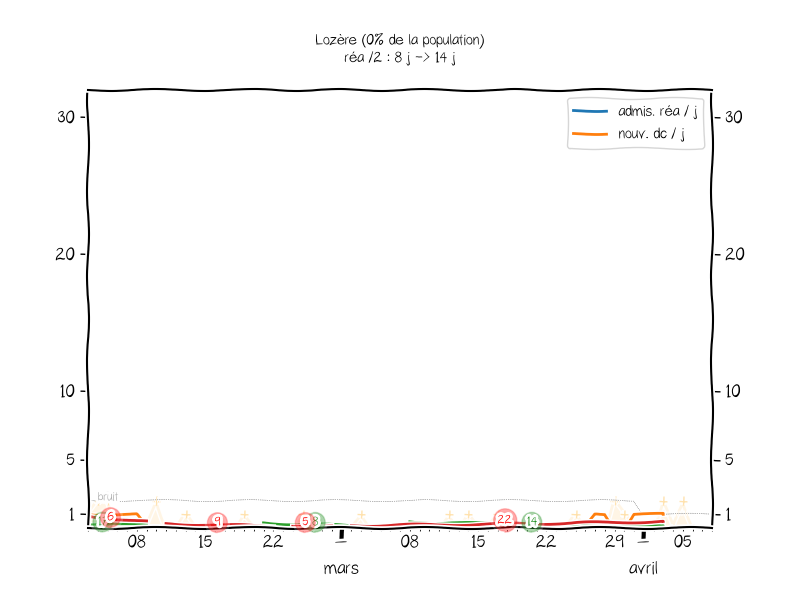 Lozère (0% de la population)
réa /2 : 8 j -> 14 j
admis. réa / j
nouv. dc / j
30 30
20 20
10 10
5 5
bruit
1 1
6 9 5 8 22 14
08 15 22 1 08 15 22 29 1 05
mars avril